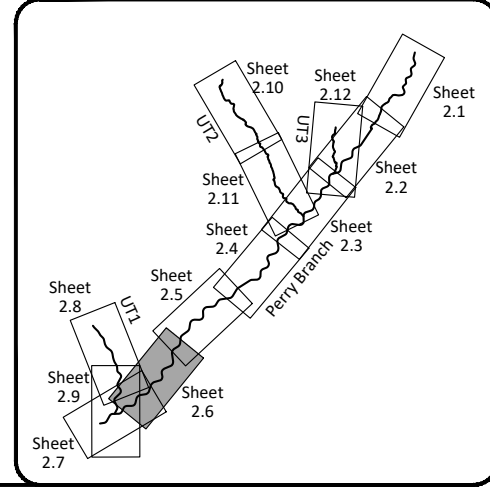 Sheet
2.10
Sheet
2.12
Sheet
2.1
UT2
UT3
Sheet
2.11
Sheet
2.2
Sheet
2.4
Sheet
2.3
Perry Branch
Sheet
2.5
Sheet
2.8
UT1
Sheet
2.9
Sheet
2.6
Sheet
2.7